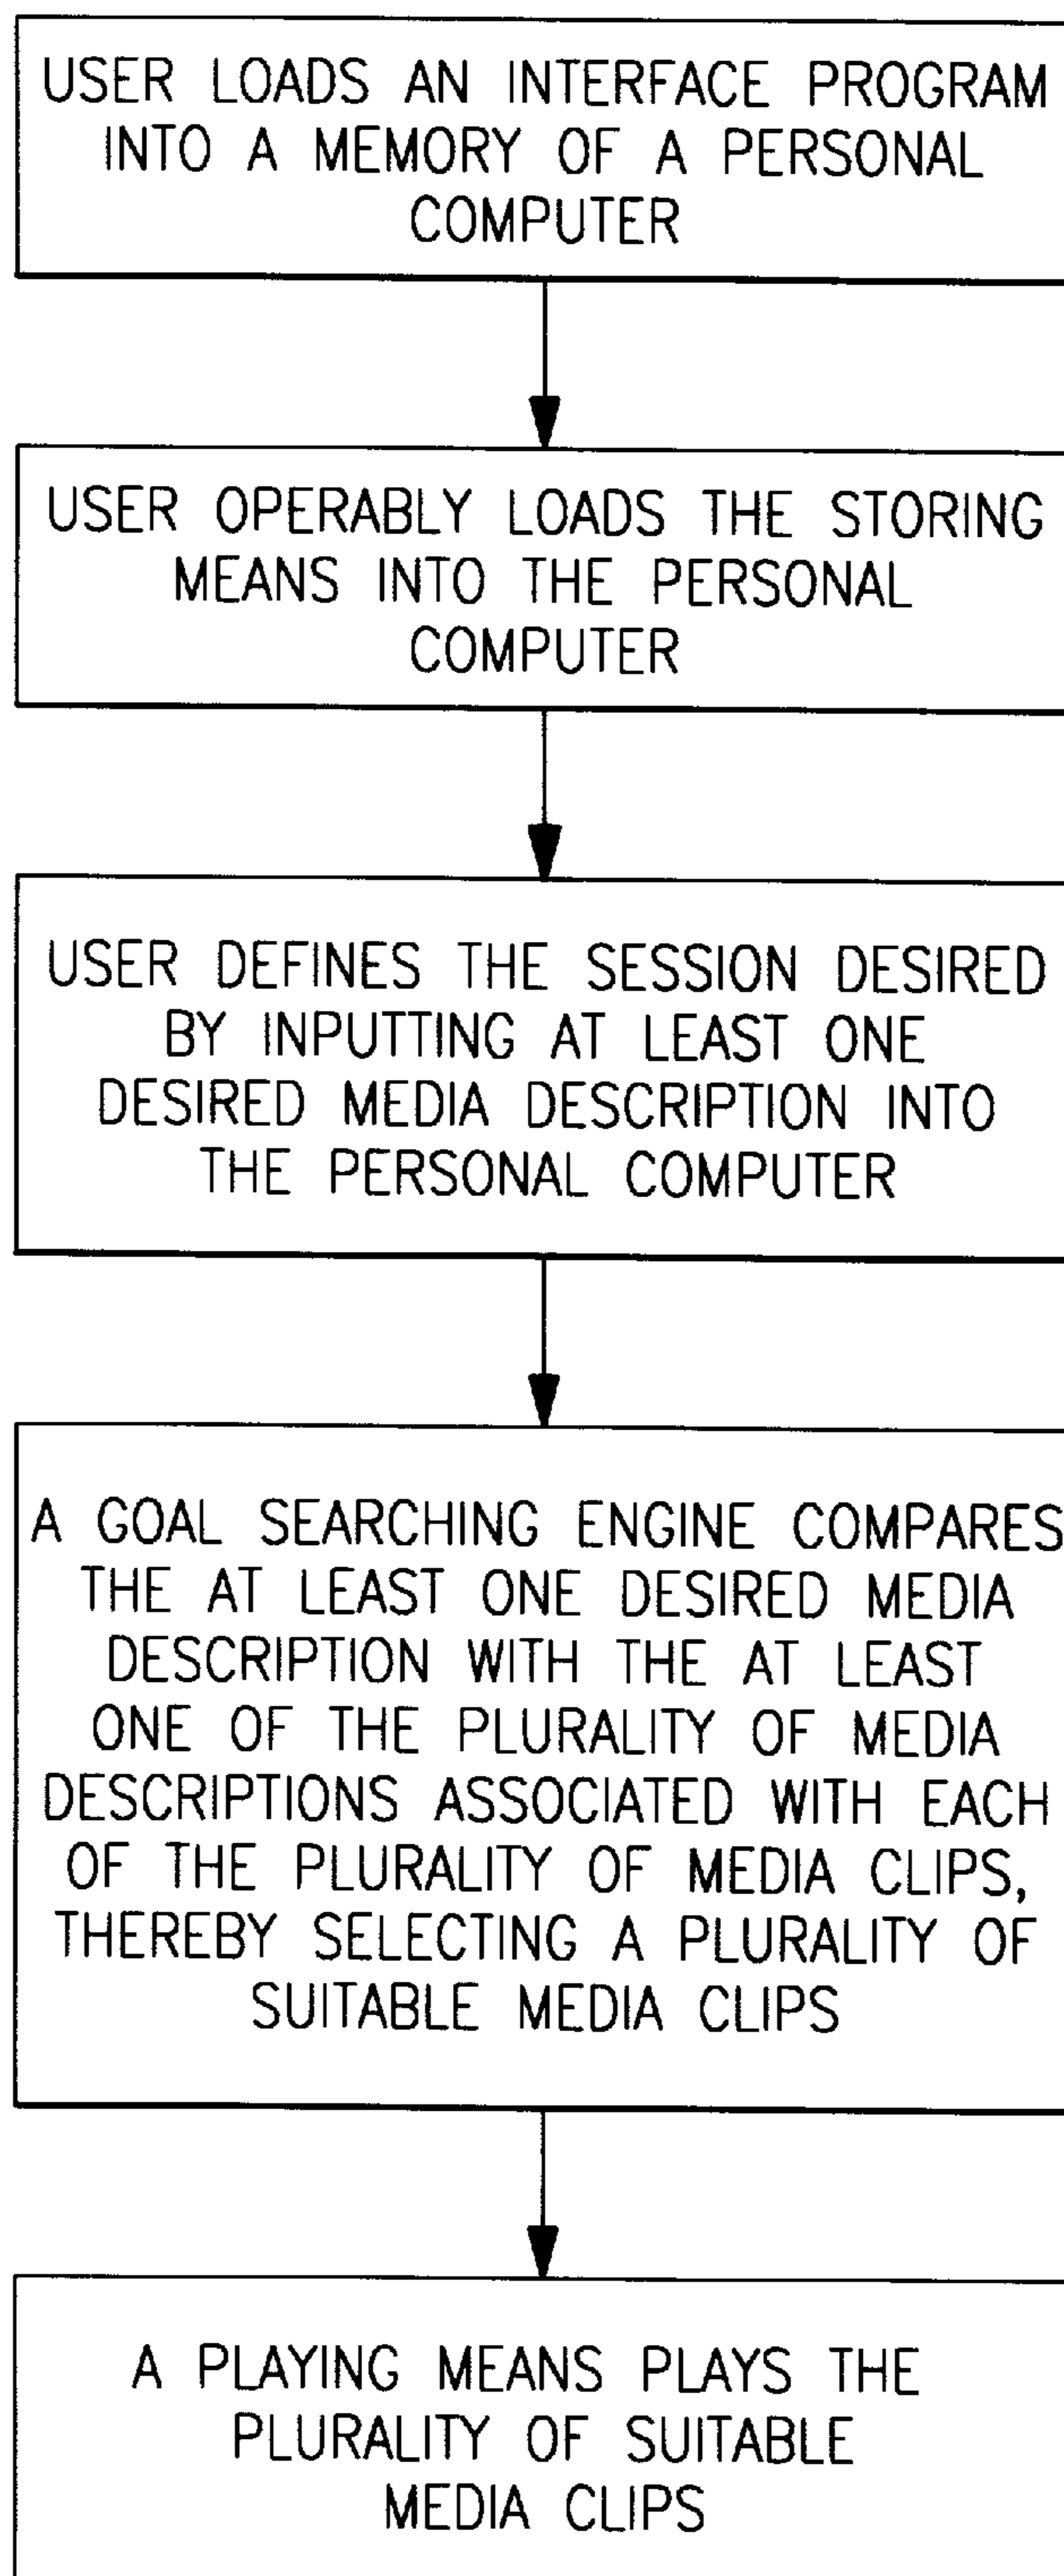 USER LOADS AN INTERFACE PROGRAM
INTO A MEMORY OF A PERSONAL
COMPUTER
USER OPERABLY LOADS THE STORING
MEANS INTO THE PERSONAL
COMPUTER
USER DEFINES THE SESSION DESIRED
BY INPUTTING AT LEAST ONE
DESIRED MEDIA DESCRIPTION INTO
THE PERSONAL COMPUTER
A GOAL SEARCHING ENGINE COMPARES
THE AT LEAST ONE DESIRED MEDIA
DESCRIPTION WITH THE AT LEAST
ONE OF THE PLURALITY OF MEDIA
DESCRIPTIONS ASSOCIATED WITH EACH
OF THE PLURALITY OF MEDIA CLIPS,
THEREBY SELECTING A PLURALITY OF
SUITABLE MEDIA CLIPS
A PLAYING MEANS PLAYS THE
PLURALITY OF SUITABLE
MEDIA CLIPS